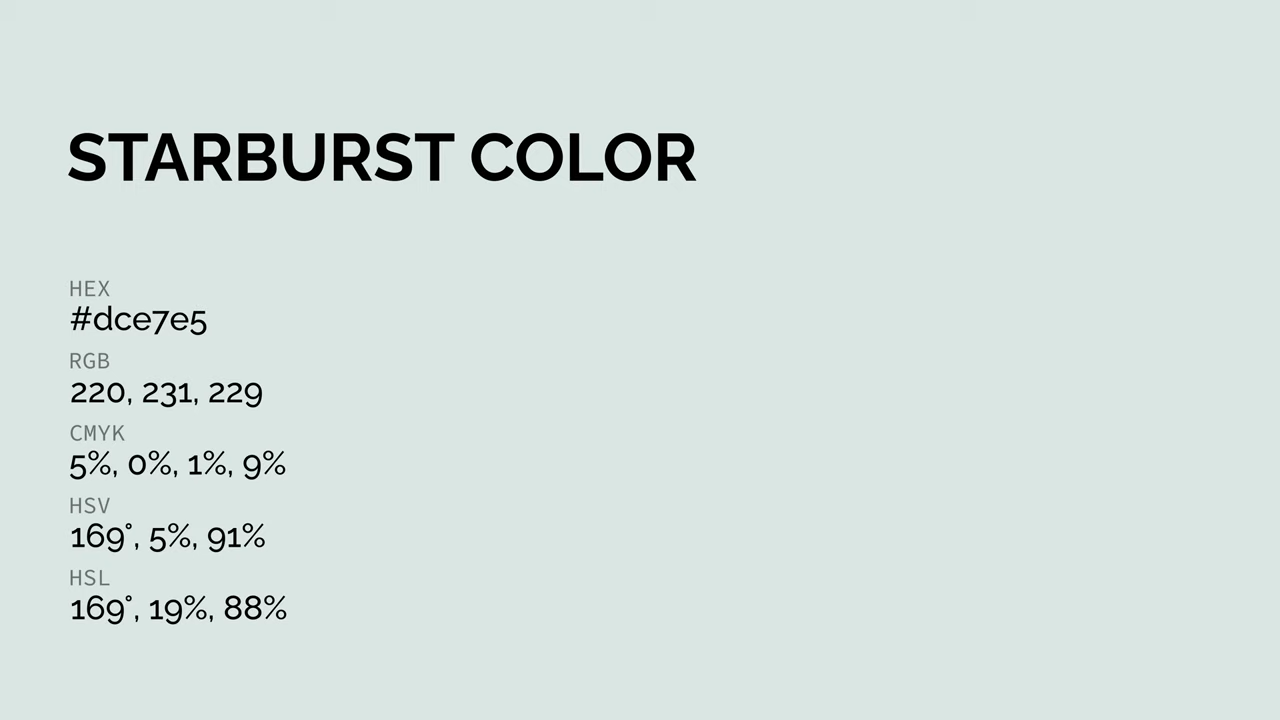 STARBURST COLOR
HEX
#dce7e5
RGB
220, 231, 229
CMYK
5%, 0%, 1%, 9%
HSV
169°, 5%, 91%
HSL
169°, 19%, 88%